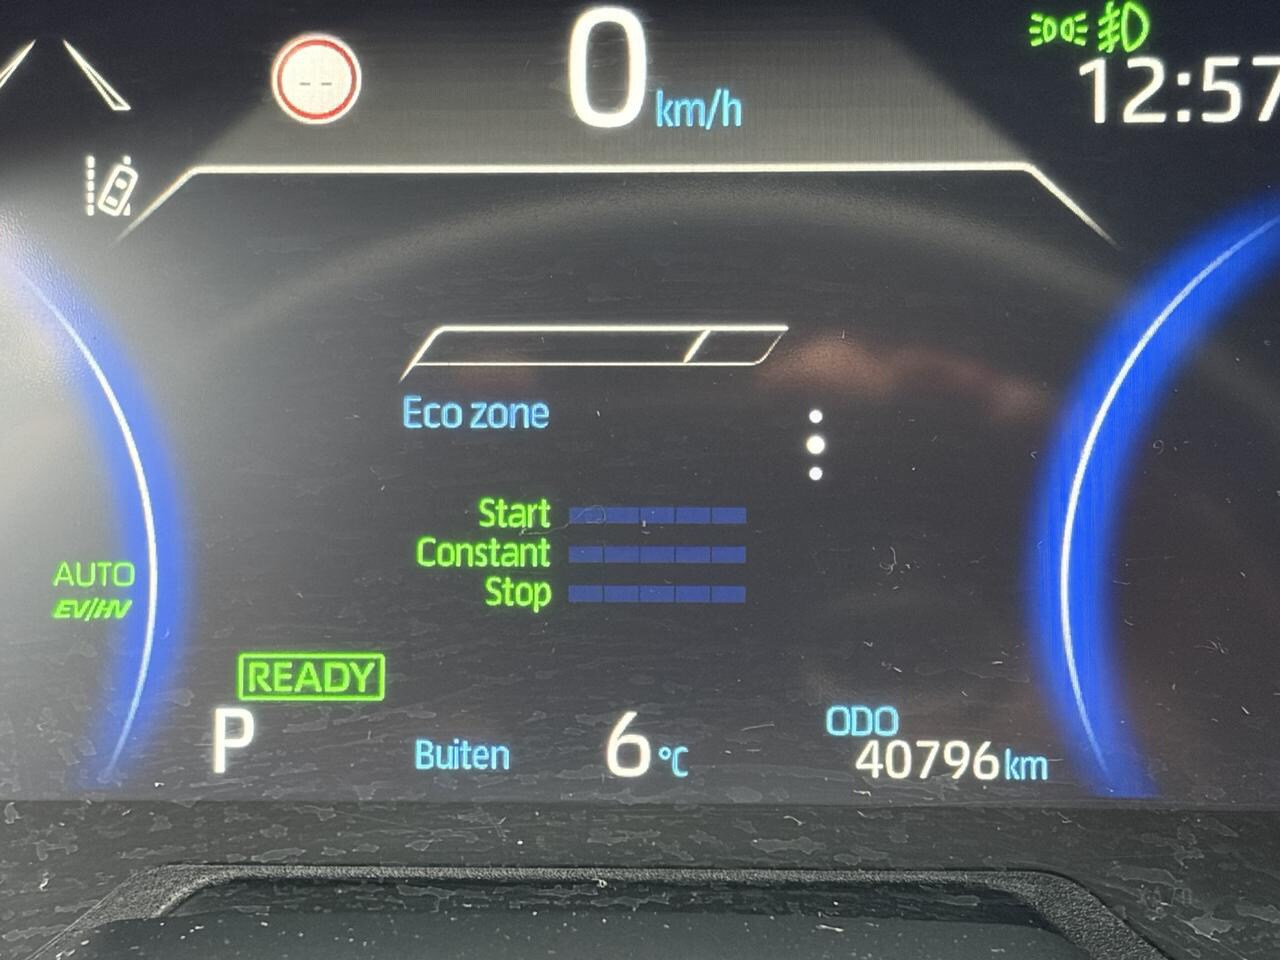 --
0 km/h
12:57
Eco zone
Start
Constant
Stop
AUTO
EV/HV
READY
P
Buiten 6 °C
ODO
40796 km